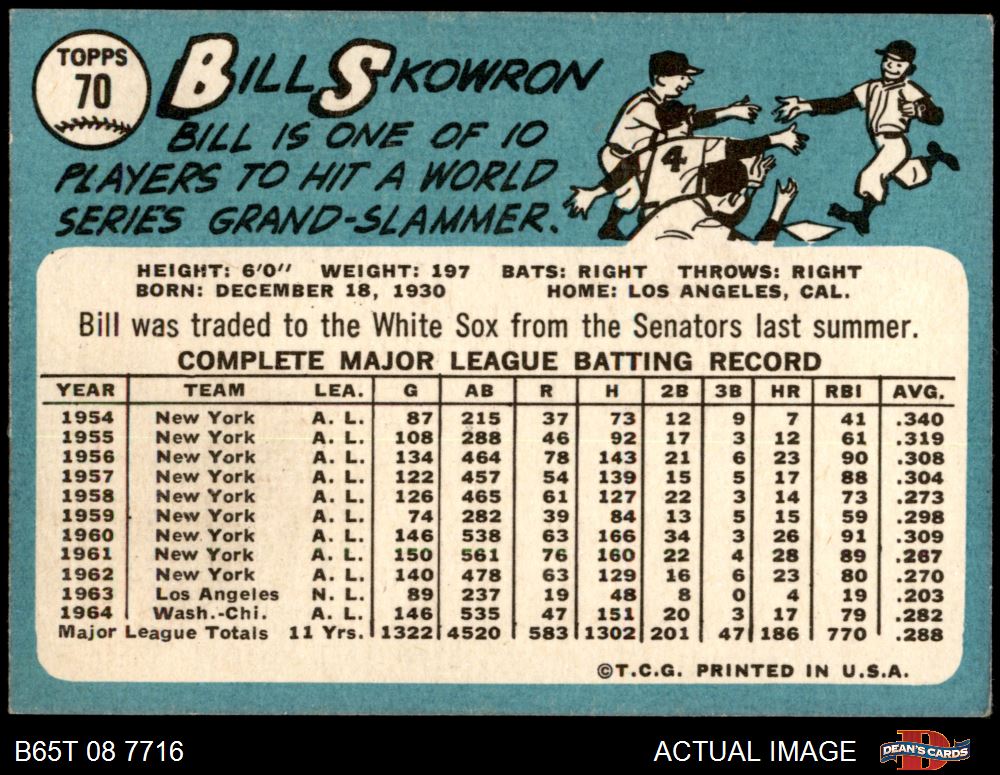 TOPPS
70
BILL SKOWRON
BILL IS ONE OF 10
PLAYERS TO HIT A WORLD
SERIES GRAND-SLAMMER.
4
HEIGHT: 6'0" WEIGHT: 197 BATS: RIGHT THROWS: RIGHT
BORN: DECEMBER 18, 1930 HOME: LOS ANGELES, CAL.
Bill was traded to the White Sox from the Senators last summer.
COMPLETE MAJOR LEAGUE BATTING RECORD
YEAR TEAM LEA. G AB R H 2B 3B HR RBI AVG.
1954 New York A. L. 87 215 37 73 12 9 7 41 .340
1955 New York A. L. 108 288 46 92 17 3 12 61 .319
1956 New York A. L. 134 464 78 143 21 6 23 90 .308
1957 New York A. L. 122 457 54 139 15 5 17 88 .304
1958 New York A. L. 126 465 61 127 22 3 14 73 .273
1959 New York A. L. 74 282 39 84 13 5 15 59 .298
1960 New York A. L. 146 538 63 166 34 3 26 91 .309
1961 New York A. L. 150 561 76 160 22 4 28 89 .267
1962 New York A. L. 140 478 63 129 16 6 23 80 .270
1963 Los Angeles N. L. 89 237 19 48 8 0 4 19 .203
1964 Wash.-Chi. A. L. 146 535 47 151 20 3 17 79 .282
Major League Totals 11 Yrs. 1322 4520 583 1302 201 47 186 770 .288
©T.C.G. PRINTED IN U.S.A.
B65T 08 7716 ACTUAL IMAGE DEAN'S CARDS